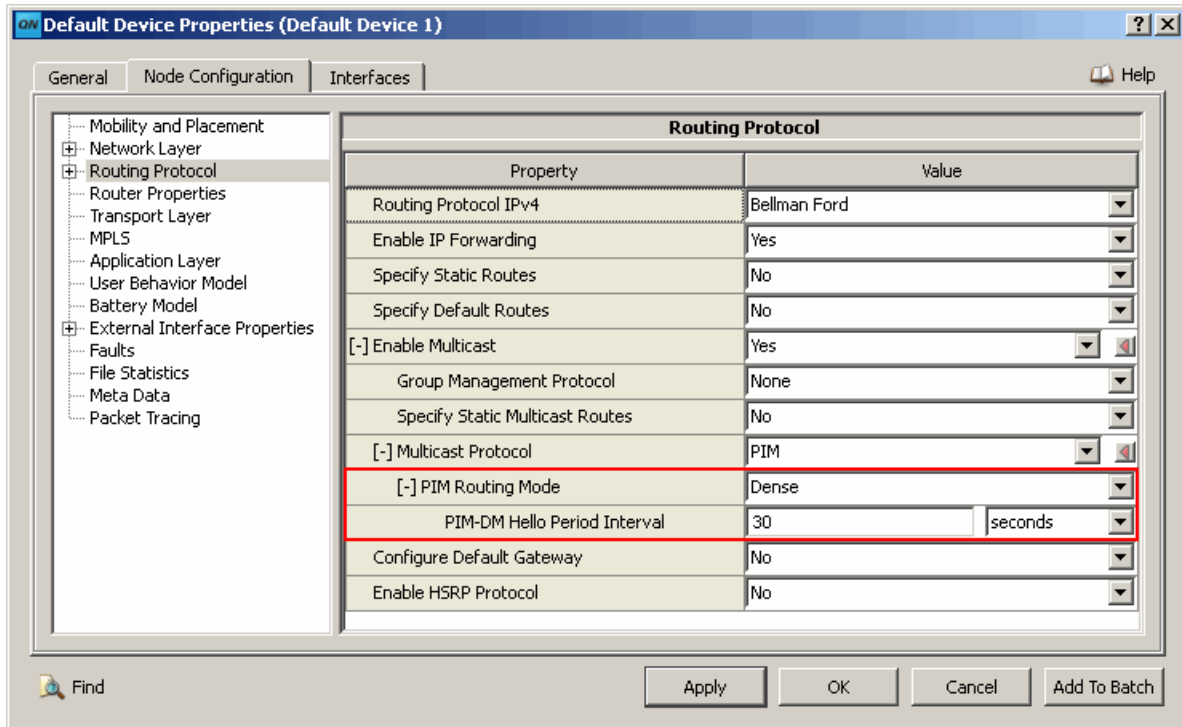 QN Default Device Properties (Default Device 1)
General Node Configuration Interfaces Help
Mobility and Placement
Network Layer
Routing Protocol
Router Properties
Transport Layer
MPLS
Application Layer
User Behavior Model
Battery Model
External Interface Properties
Faults
File Statistics
Meta Data
Packet Tracing
Routing Protocol
Property Value
Routing Protocol IPv4 Bellman Ford
Enable IP Forwarding Yes
Specify Static Routes No
Specify Default Routes No
[-] Enable Multicast Yes
Group Management Protocol None
Specify Static Multicast Routes No
[-] Multicast Protocol PIM
[-] PIM Routing Mode Dense
PIM-DM Hello Period Interval 30 seconds
Configure Default Gateway No
Enable HSRP Protocol No
Find Apply OK Cancel Add To Batch